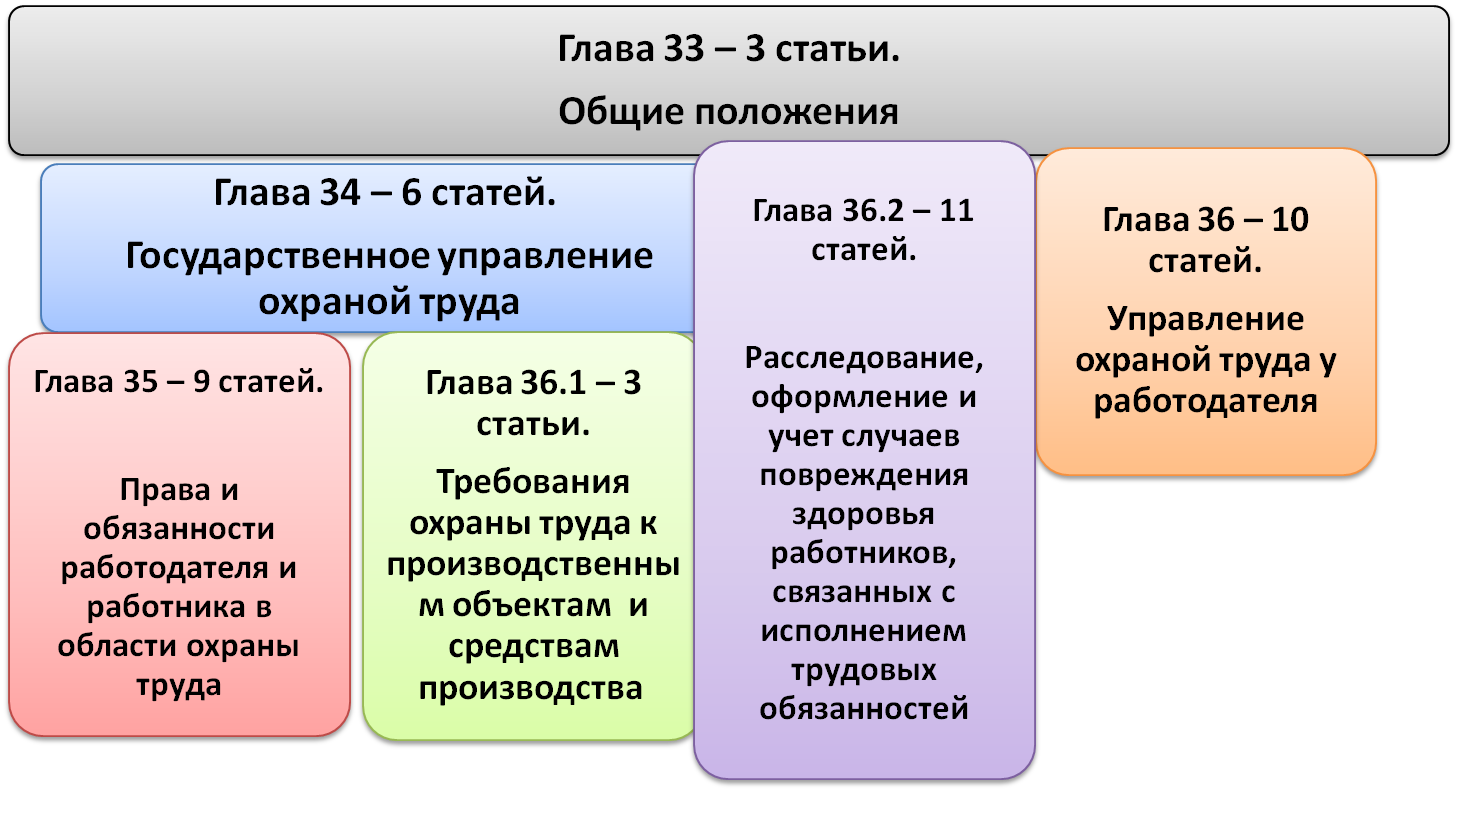 Глава 33 – 3 статьи.
Общие положения
Глава 34 – 6 статей.
Государственное управление
охраной труда
Глава 35 – 9 статей.
Права и
обязанности
работодателя и
работника в
области охраны
труда
Глава 36.1 – 3
статьи.
Требования
охраны труда к
производственны
м объектам  и
средствам
производства
Глава 36.2 – 11
статей.
Расследование,
оформление и
учет случаев
повреждения
здоровья
работников,
связанных с
исполнением
трудовых
обязанностей
Глава 36 – 10
статей.
Управление
охраной труда у
работодателя